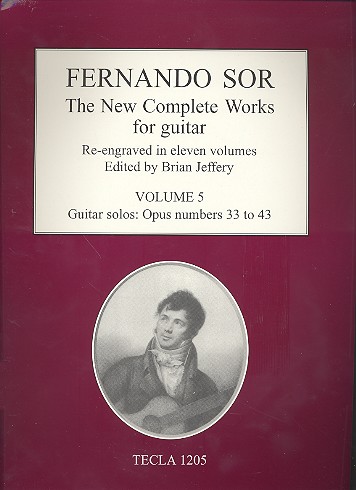 FERNANDO SOR
The New Complete Works
for guitar
Re-engraved in eleven volumes
Edited by Brian Jeffery
VOLUME 5
Guitar solos: Opus numbers 33 to 43
TECLA 1205